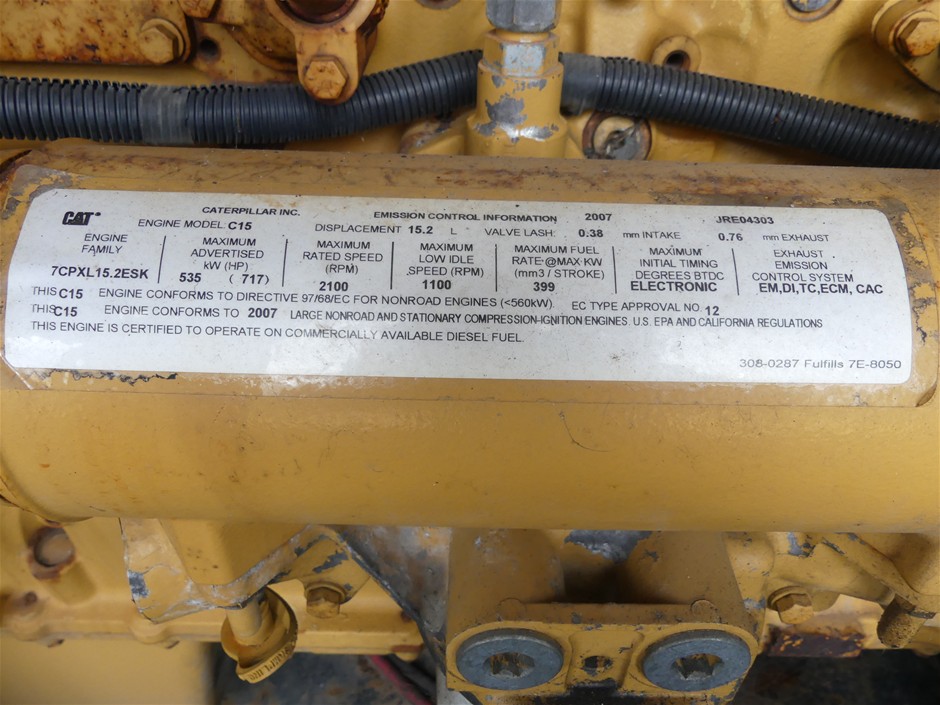 CAT CATERPILLAR INC. EMISSION CONTROL INFORMATION 2007 JRE04303
ENGINE MODEL: C15 DISPLACEMENT 15.2 L VALVE LASH: 0.38 mm INTAKE 0.76 mm EXHAUST
ENGINE FAMILY 7CPXL15.2ESK
MAXIMUM ADVERTISED kW (HP) 535 ( 717)
MAXIMUM RATED SPEED (RPM) 2100
MAXIMUM LOW IDLE SPEED (RPM) 1100
MAXIMUM FUEL RATE @MAX KW (mm3 / STROKE) 399
MAXIMUM INITIAL TIMING DEGREES BTDC ELECTRONIC
EXHAUST EMISSION CONTROL SYSTEM EM,DI,TC,ECM, CAC
THIS C15 ENGINE CONFORMS TO DIRECTIVE 97/68/EC FOR NONROAD ENGINES (<560kW). EC TYPE APPROVAL NO. 12
THIS C15 ENGINE CONFORMS TO 2007 LARGE NONROAD AND STATIONARY COMPRESSION-IGNITION ENGINES. U.S. EPA AND CALIFORNIA REGULATIONS
THIS ENGINE IS CERTIFIED TO OPERATE ON COMMERCIALLY AVAILABLE DIESEL FUEL.
308-0287 Fulfills 7E-8050